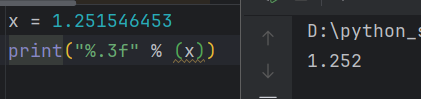 x = 1.251546453
print("%.3f" % (x))
D:\python_s
1.252